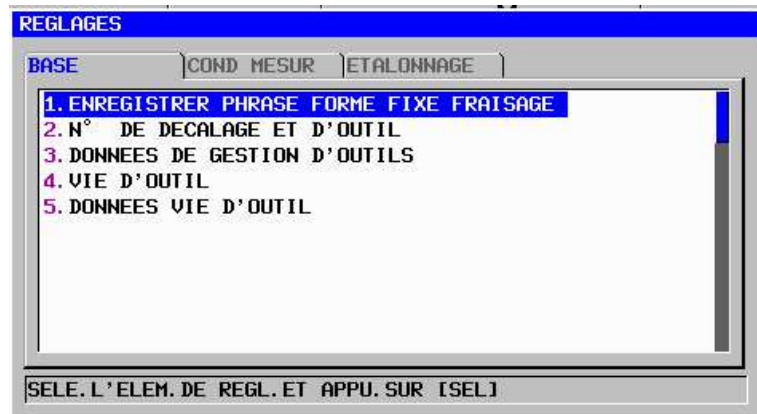 REGLAGES
BASE COND MESUR ETALONNAGE
1.ENREGISTRER PHRASE FORME FIXE FRAISAGE
2.N° DE DECALAGE ET D'OUTIL
3.DONNEES DE GESTION D'OUTILS
4.VIE D'OUTIL
5.DONNEES VIE D'OUTIL
SELE.L'ELEM.DE REGL.ET APPU.SUR [SEL]